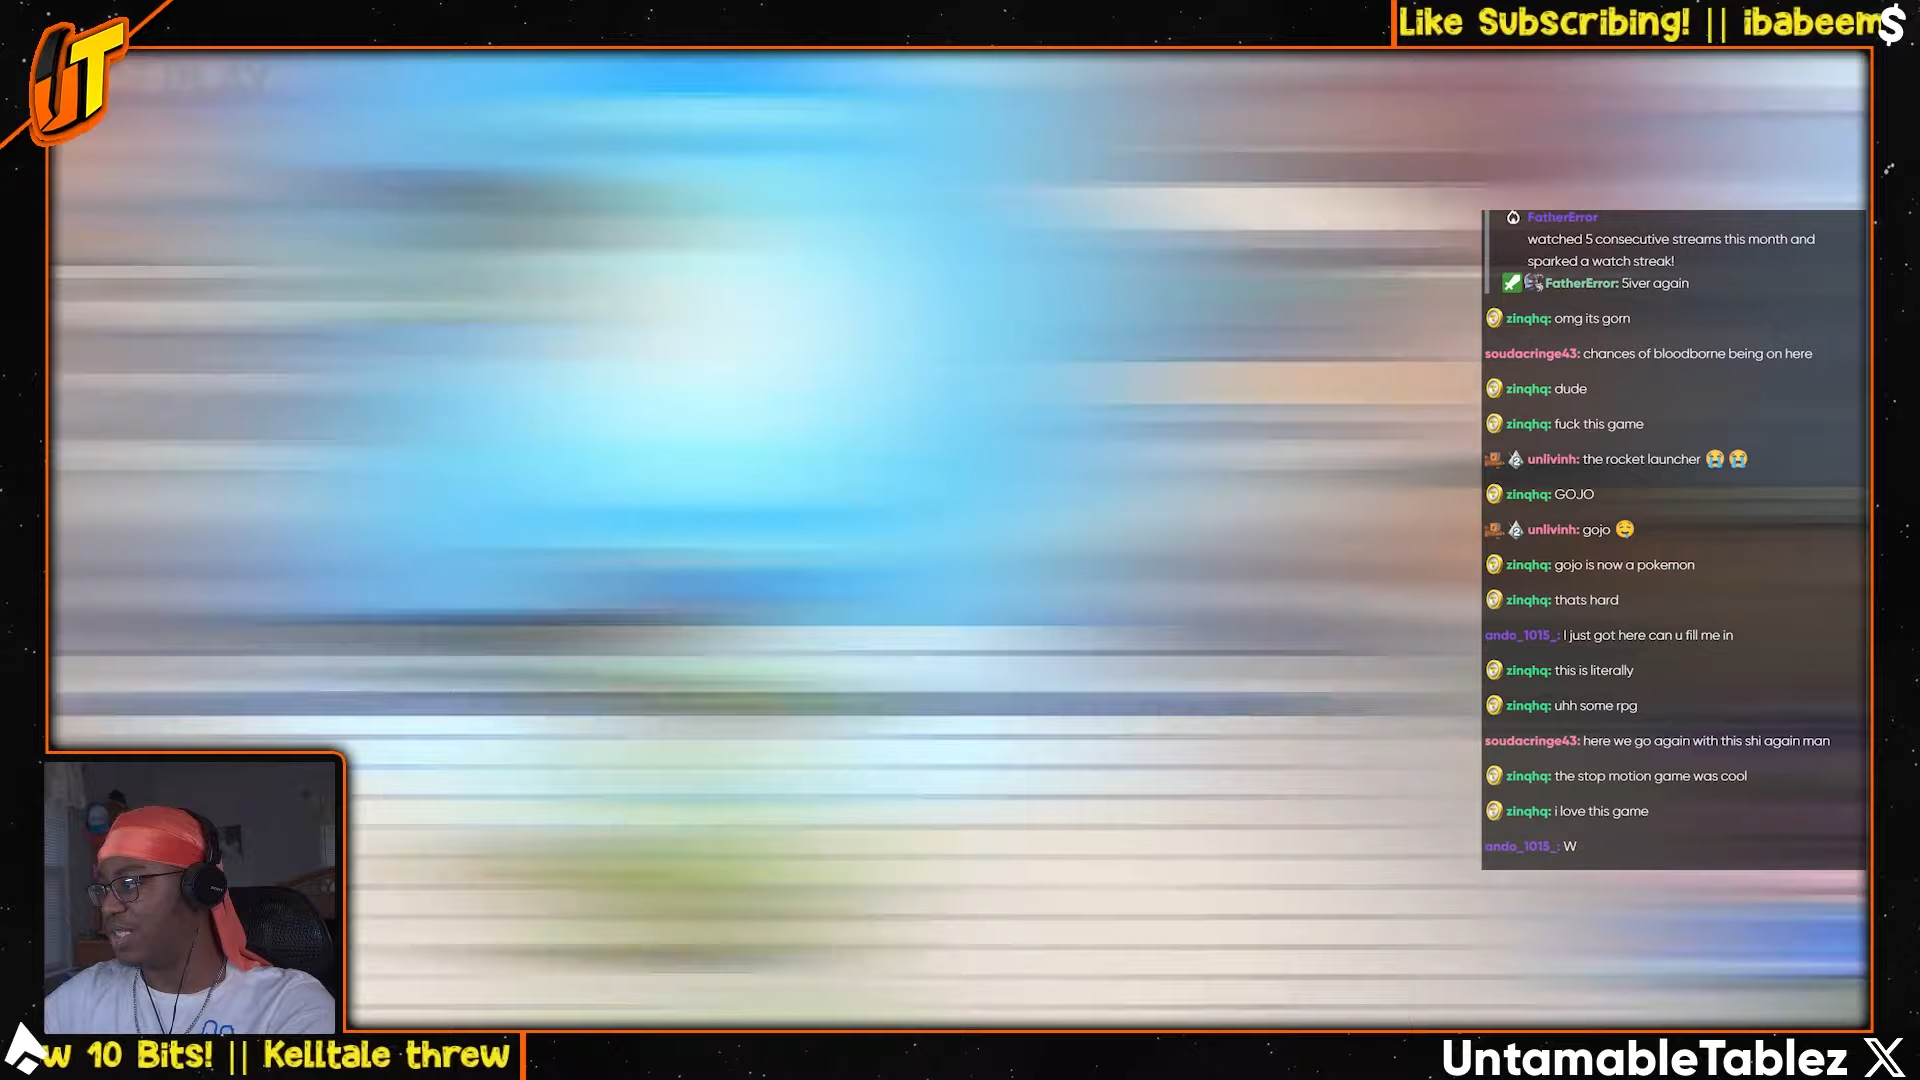 Like Subscribing! || ibabeem$
UT
FatherError
watched 5 consecutive streams this month and
sparked a watch streak!
FatherError: 5iver again
zinqhq: omg its gorn
soudacringe43: chances of bloodborne being on here
zinqhq: dude
zinqhq: fuck this game
unlivinh: the rocket launcher 😭 😭
zinqhq: GOJO
unlivinh: gojo 🤤
zinqhq: gojo is now a pokemon
zinqhq: thats hard
ando_1015_: I just got here can u fill me in
zinqhq: this is literally
zinqhq: uhh some rpg
soudacringe43: here we go again with this shi again man
zinqhq: the stop motion game was cool
zinqhq: i love this game
ando_1015_: W
w 10 Bits! || Kelltale threw
UntamableTablez X